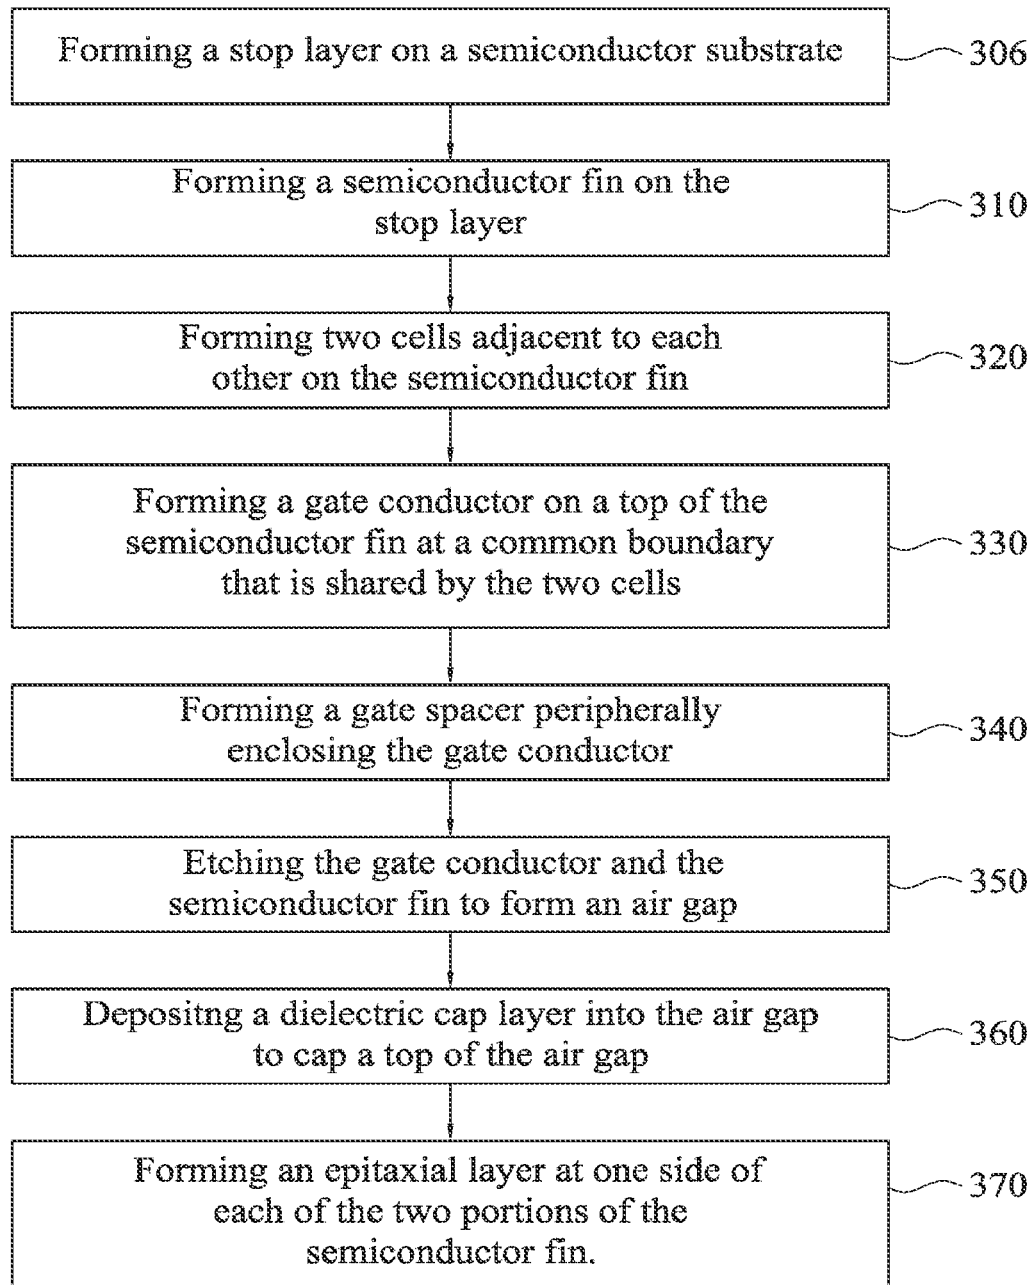 Forming a stop layer on a semiconductor substrate
306
Forming a semiconductor fin on the
stop layer
310
Forming two cells adjacent to each
other on the semiconductor fin
320
Forming a gate conductor on a top of the
semiconductor fin at a common boundary
that is shared by the two cells
330
Forming a gate spacer peripherally
enclosing the gate conductor
340
Etching the gate conductor and the
semiconductor fin to form an air gap
350
Depositng a dielectric cap layer into the air gap
to cap a top of the air gap
360
Forming an epitaxial layer at one side of
each of the two portions of the
semiconductor fin.
370